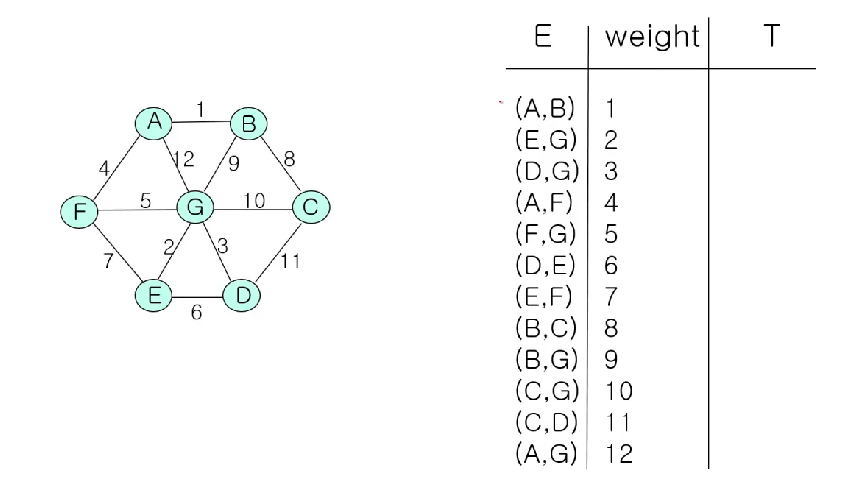 E weight T
(A,B) 1
(E,G) 2
(D,G) 3
(A,F) 4
(F,G) 5
(D,E) 6
(E,F) 7
(B,C) 8
(B,G) 9
(C,G) 10
(C,D) 11
(A,G) 12
1
A B
4 12 9 8
F 5 G 10 C
7 2 3 11
E D
6